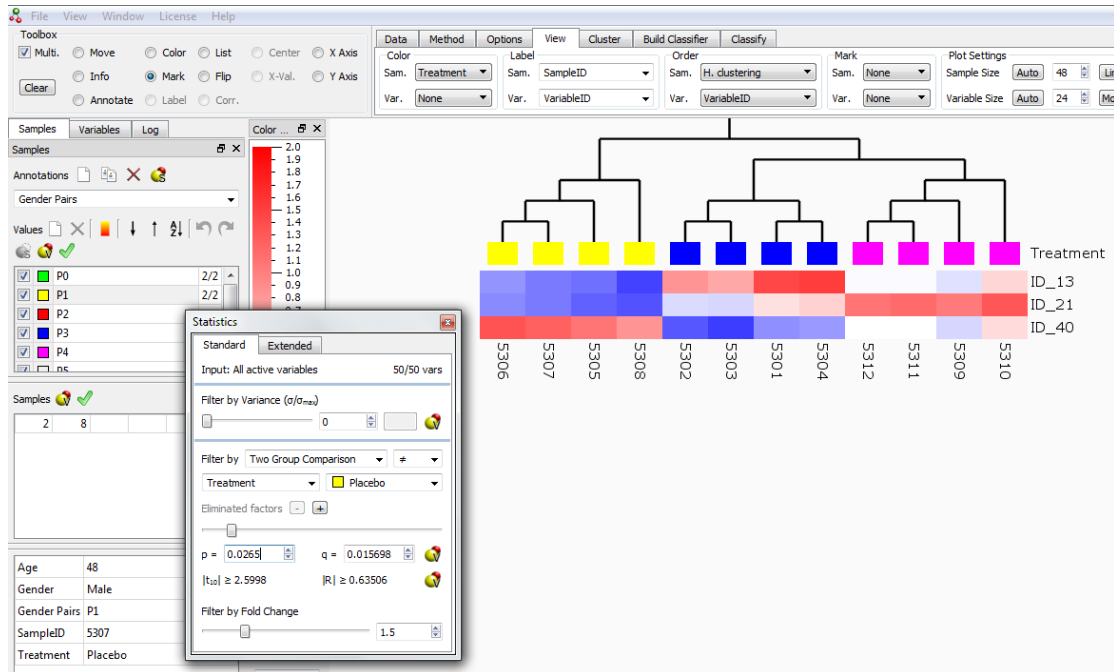 File View Window License Help
Toolbox
Multi. Move Color List Center X Axis
Info Mark Flip X-Val. Y Axis
Clear
Annotate Label Corr.
Data Method Options View Cluster Build Classifier Classify
Color Label Order Mark Plot Settings
Sam. Treatment Sam. SampleID Sam. H. clustering Sam. None Sample Size Auto 48
Var. None Var. VariableID Var. VariableID Var. None Variable Size Auto 24
Samples Variables Log
Samples
Annotations
Gender Pairs
Values
P0 2/2
P1 2/2
P2
P3
P4
P5
Samples
2 8
Age 48
Gender Male
Gender Pairs P1
SampleID 5307
Treatment Placebo
Color ...
2.0
1.9
1.8
1.7
1.6
1.5
1.4
1.3
1.2
1.1
1.0
0.9
0.8
Statistics
Standard Extended
Input: All active variables 50/50 vars
Filter by Variance (σ/σmax)
0
Filter by Two Group Comparison ≠
Treatment Placebo
Eliminated factors - +
p = 0.0265 q = 0.015698
|t10| ≥ 2.5998 |R| ≥ 0.63506
Filter by Fold Change
1.5
Treatment
ID_13
ID_21
ID_40
5306 5307 5305 5308 5302 5303 5301 5304 5312 5311 5309 5310